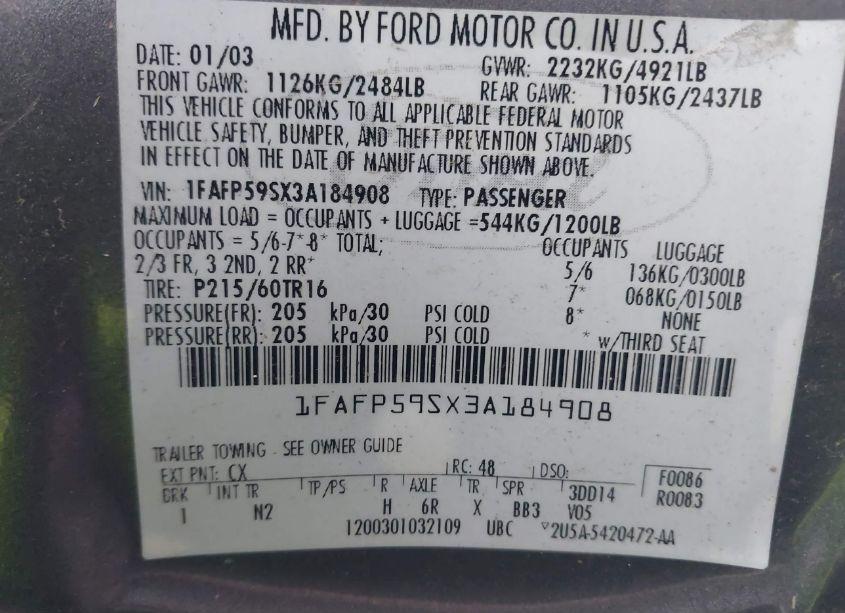 MFD. BY FORD MOTOR CO. IN U.S.A.
DATE: 01/03 GVWR: 2232KG/4921LB
FRONT GAWR: 1126KG/2484LB REAR GAWR: 1105KG/2437LB
THIS VEHICLE CONFORMS TO ALL APPLICABLE FEDERAL MOTOR
VEHICLE SAFETY, BUMPER, AND THEFT PREVENTION STANDARDS
IN EFFECT ON THE DATE OF MANUFACTURE SHOWN ABOVE.
VIN: 1FAFP59SX3A184908 TYPE: PASSENGER
MAXIMUM LOAD = OCCUPANTS + LUGGAGE =544KG/1200LB
OCCUPANTS = 5/6-7*-8* TOTAL; OCCUPANTS LUGGAGE
2/3 FR, 3 2ND, 2 RR* 5/6 136KG/0300LB
TIRE: P215/60TR16 7* 068KG/0150LB
PRESSURE(FR): 205 kPa/30 PSI COLD 8* NONE
PRESSURE(RR): 205 kPa/30 PSI COLD * w/THIRD SEAT
1FAFP59SX3A184908
TRAILER TOWING - SEE OWNER GUIDE
EXT PNT: CX RC: 48 DSO: F0086
BRK INT TR TP/PS R AXLE TR SPR 3DD14 R0083
1 N2 H 6R X BB3 V05
1200301032109 UBC 2U5A-5420472-AA